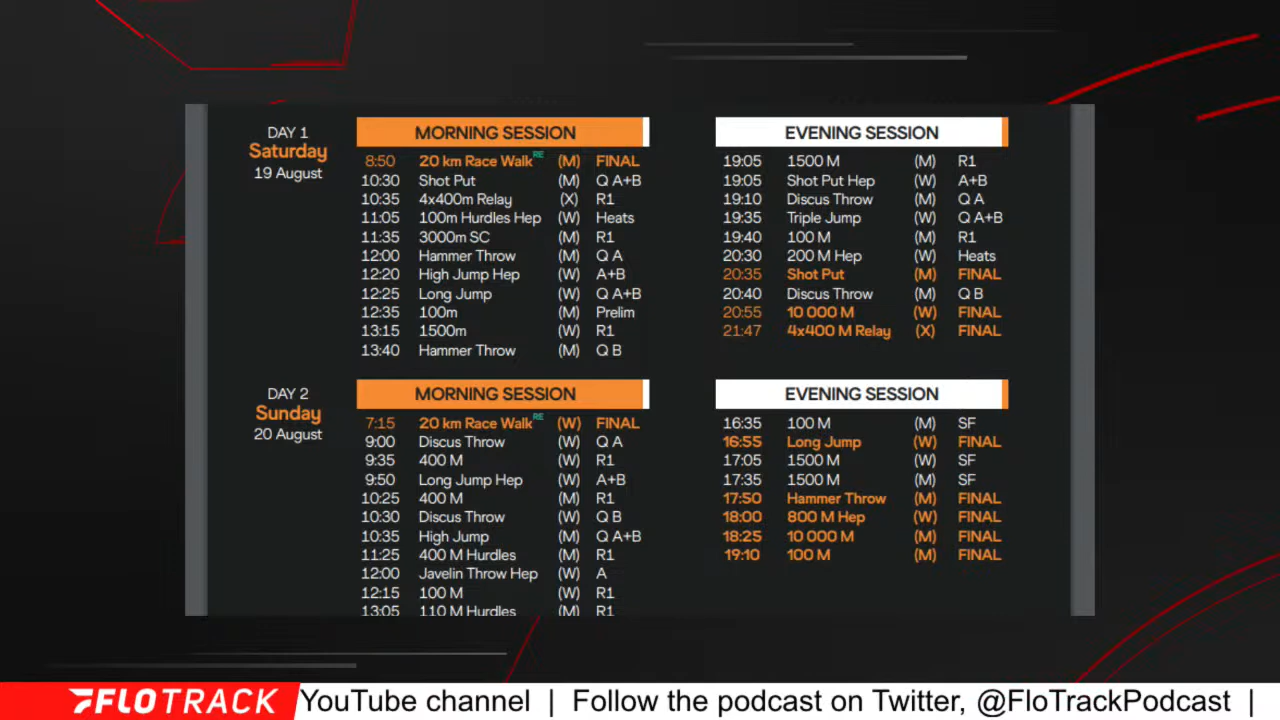 DAY 1
Saturday
19 August
MORNING SESSION
8:50 20 km Race Walk RE (M) FINAL
10:30 Shot Put (M) Q A+B
10:35 4x400m Relay (X) R1
11:05 100m Hurdles Hep (W) Heats
11:35 3000m SC (M) R1
12:00 Hammer Throw (M) Q A
12:20 High Jump Hep (W) A+B
12:25 Long Jump (W) Q A+B
12:35 100m (M) Prelim
13:15 1500m (W) R1
13:40 Hammer Throw (M) Q B
EVENING SESSION
19:05 1500 M (M) R1
19:05 Shot Put Hep (W) A+B
19:10 Discus Throw (M) Q A
19:35 Triple Jump (W) Q A+B
19:40 100 M (M) R1
20:30 200 M Hep (W) Heats
20:35 Shot Put (M) FINAL
20:40 Discus Throw (M) Q B
20:55 10 000 M (W) FINAL
21:47 4x400 M Relay (X) FINAL
DAY 2
Sunday
20 August
MORNING SESSION
7:15 20 km Race Walk RE (W) FINAL
9:00 Discus Throw (W) Q A
9:35 400 M (W) R1
9:50 Long Jump Hep (W) A+B
10:25 400 M (M) R1
10:30 Discus Throw (W) Q B
10:35 High Jump (M) Q A+B
11:25 400 M Hurdles (M) R1
12:00 Javelin Throw Hep (W) A
12:15 100 M (W) R1
13:05 110 M Hurdles (M) R1
EVENING SESSION
16:35 100 M (M) SF
16:55 Long Jump (W) FINAL
17:05 1500 M (W) SF
17:35 1500 M (M) SF
17:50 Hammer Throw (M) FINAL
18:00 800 M Hep (W) FINAL
18:25 10 000 M (M) FINAL
19:10 100 M (M) FINAL
FLOTRACK YouTube channel | Follow the podcast on Twitter, @FloTrackPodcast |